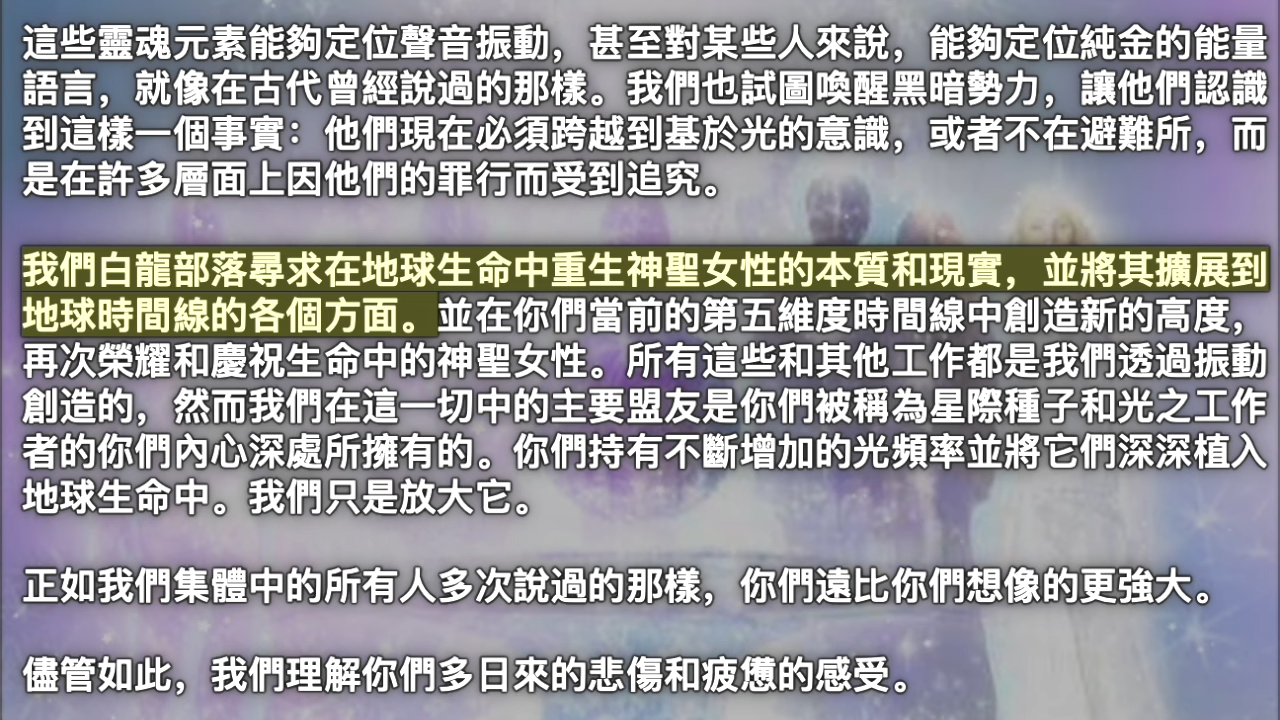 這些靈魂元素能夠定位聲音振動，甚至對某些人來說，能夠定位純金的能量
語言，就像在古代曾經說過的那樣。我們也試圖喚醒黑暗勢力，讓他們認識
到這樣一個事實：他們現在必須跨越到基於光的意識，或者不在避難所，而
是在許多層面上因他們的罪行而受到追究。
我們白龍部落尋求在地球生命中重生神聖女性的本質和現實，並將其擴展到
地球時間線的各個方面。並在你們當前的第五維度時間線中創造新的高度，
再次榮耀和慶祝生命中的神聖女性。所有這些和其他工作都是我們透過振動
創造的，然而我們在這一切中的主要盟友是你們被稱為星際種子和光之工作
者的你們內心深處所擁有的。你們持有不斷增加的光頻率並將它們深深植入
地球生命中。我們只是放大它。
正如我們集體中的所有人多次說過的那樣，你們遠比你們想像的更強大。
儘管如此，我們理解你們多日來的悲傷和疲憊的感受。